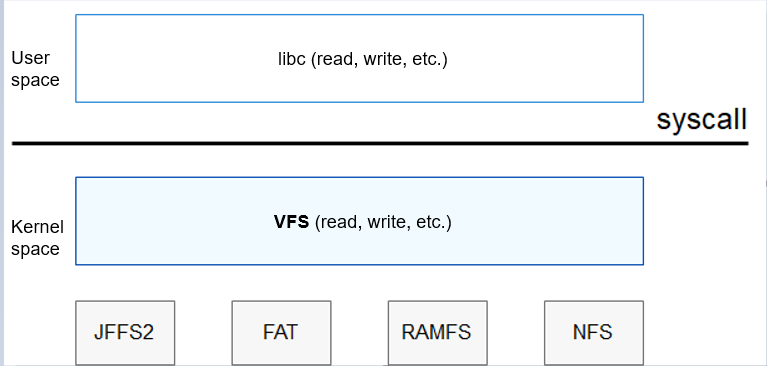 User
space
libc (read, write, etc.)
syscall
Kernel
space
VFS (read, write, etc.)
JFFS2
FAT
RAMFS
NFS